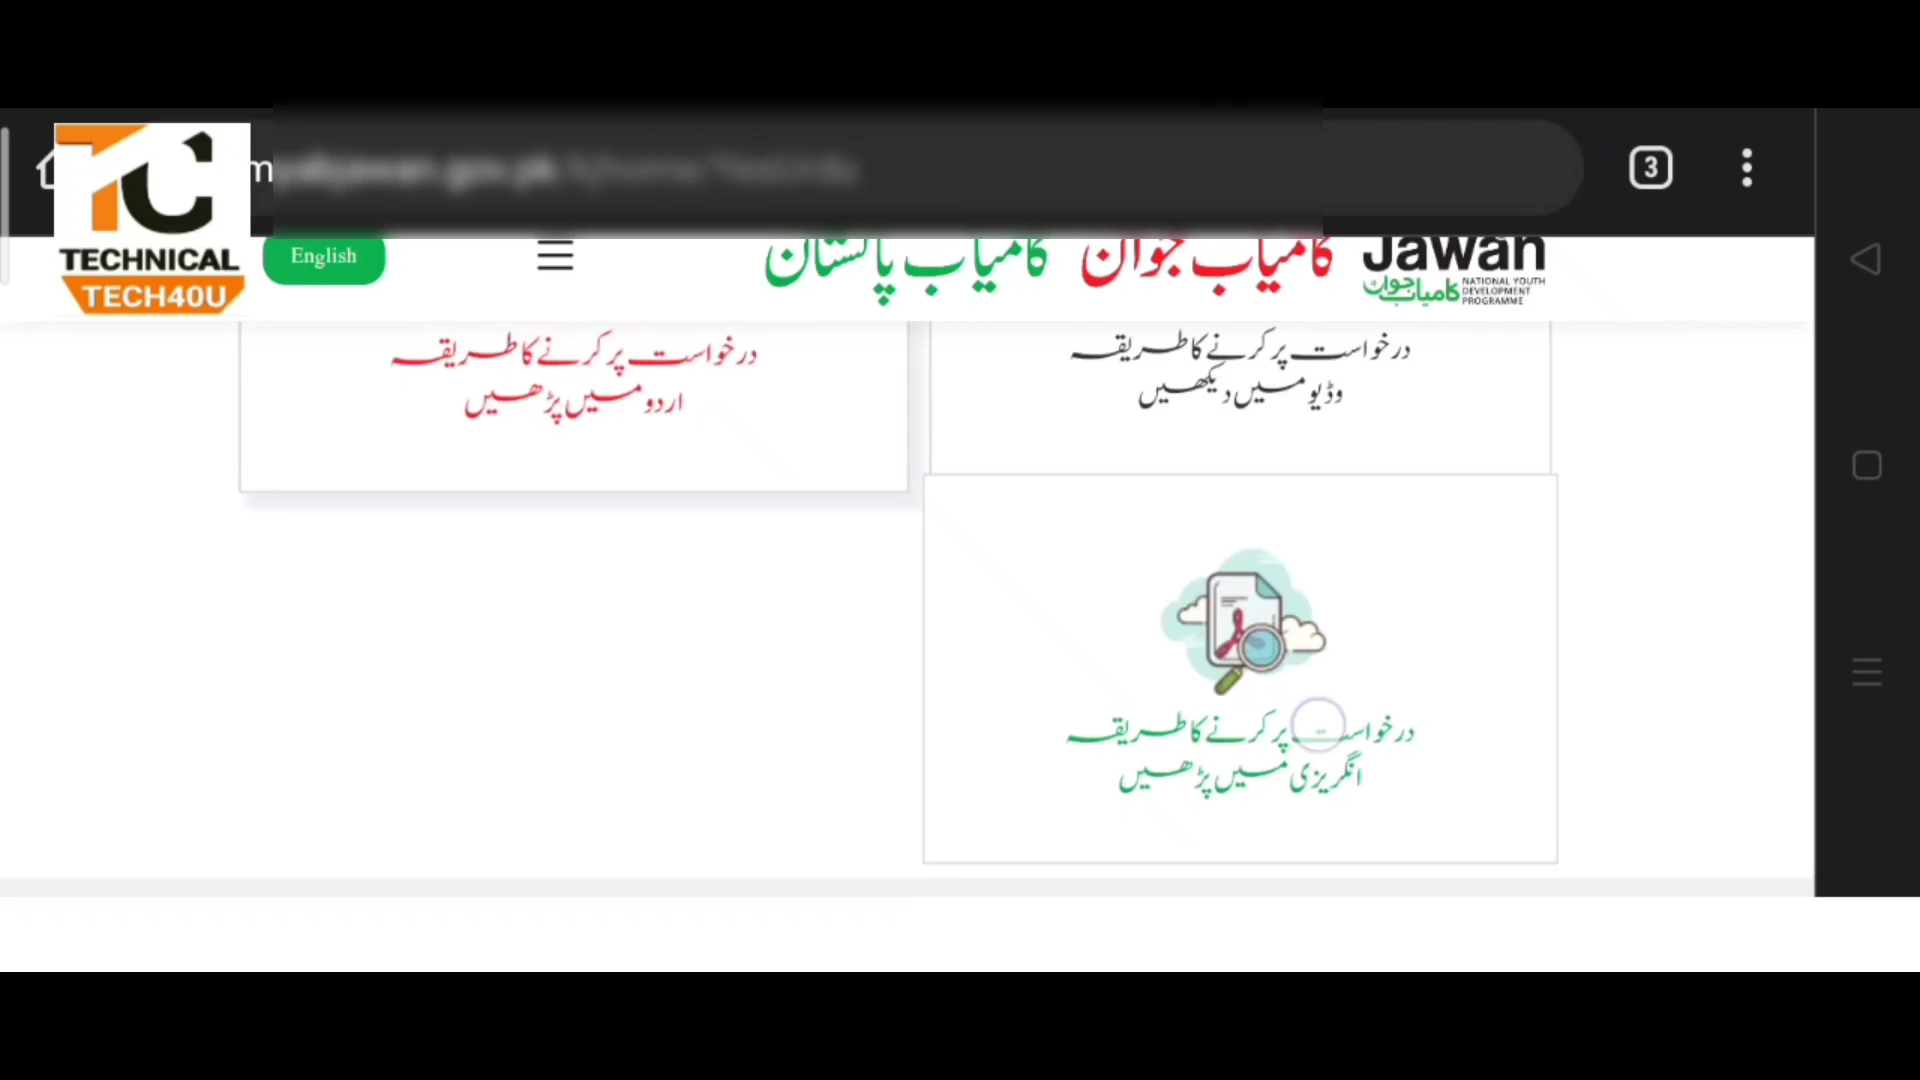 3
TECHNICAL
TECH40U
English
کامیاب جوان کامیاب پاکستان
Jawan
کامیاب جوان
NATIONAL YOUTH
DEVELOPMENT
PROGRAMME
درخواست پر کرنے کا طریقہ
وڈیو میں دیکھیں
درخواست پر کرنے کا طریقہ
اردو میں پڑھیں
درخواست پر کرنے کا طریقہ
انگریزی میں پڑھیں